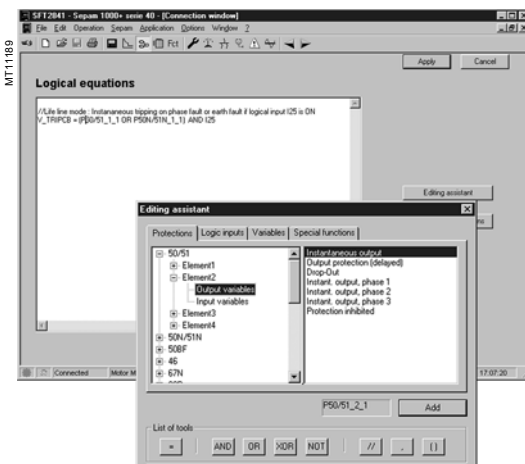 MT11189
SFT2841 - Sepam 1000+ serie 40 - [Connection window]
File Edit Operation Sepam Application Options Window ?
Fct
Apply Cancel
Logical equations
//Life line mode : Instananeous tripping on phase fault or earth fault if logical input I25 is ON
V_TRIPCB = (P50/51_1_1 OR P50N/51N_1_1) AND I25
Editing assistant
Editing assistant
Protections Logic inputs Variables Special functions
50/51
Element1
Element2
Output variables
Input variables
Element3
Element4
50N/51N
50BF
46
67N
Instantaneous output
Output protection (delayed)
Drop-Out
Instant. output, phase 1
Instant. output, phase 2
Instant. output, phase 3
Protection inhibited
P50/51_2_1 Add
List of tools
= AND OR XOR NOT // , ()
Connected Motor M 17:07:20